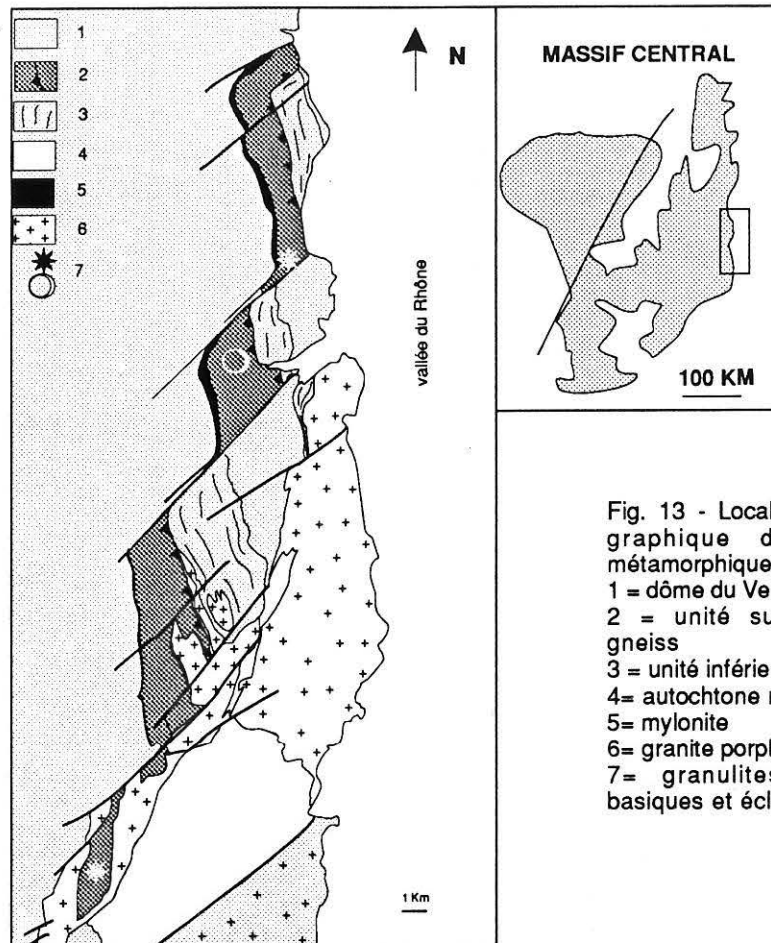 1
2
3
4
5
6
7
N
vallée du Rhône
1 Km
MASSIF CENTRAL
100 KM
Fig. 13 - Local
graphique d
métamorphique
1 = dôme du Ve
2 = unité su
gneiss
3 = unité inférie
4= autochtone
5= mylonite
6= granite porph
7= granulites
basiques et écl